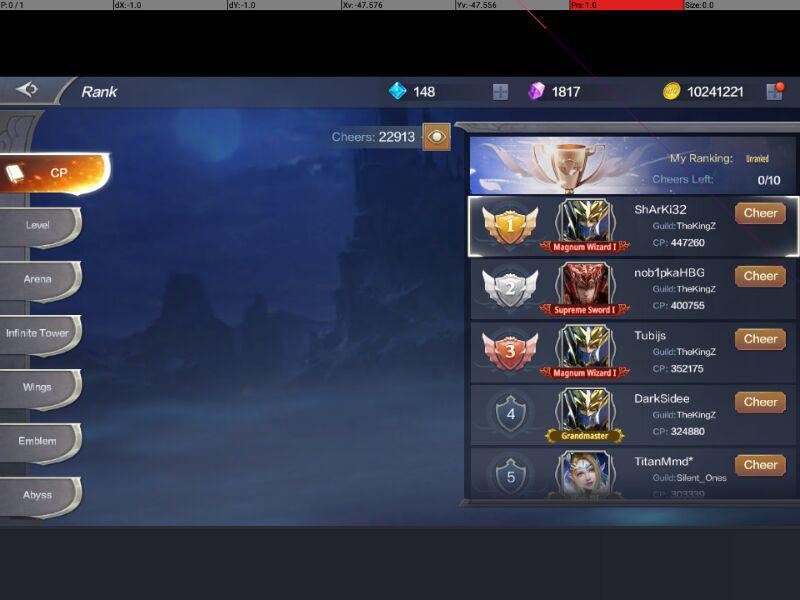 P: 0 / 1 dX: -1.0 dY: -1.0 Xv: -47.576 Yv: -47.556 Prs: 1.0 Size: 0.0
Rank 148 1817 10241221
Cheers: 22913
My Ranking: Unranked
Cheers Left: 0/10
CP
Level
Arena
Infinite Tower
Wings
Emblem
Abyss
1
Magnum Wizard I
ShArKi32
Guild:TheKingZ
CP: 447260
Cheer
2
Supreme Sword I
nob1pkaHBG
Guild:TheKingZ
CP: 400755
Cheer
3
Magnum Wizard I
Tubijs
Guild:TheKingZ
CP: 352175
Cheer
4
Grandmaster
DarkSidee
Guild:TheKingZ
CP: 324880
Cheer
5
TitanMmd*
Guild:Silent_Ones
CP: 303339
Cheer